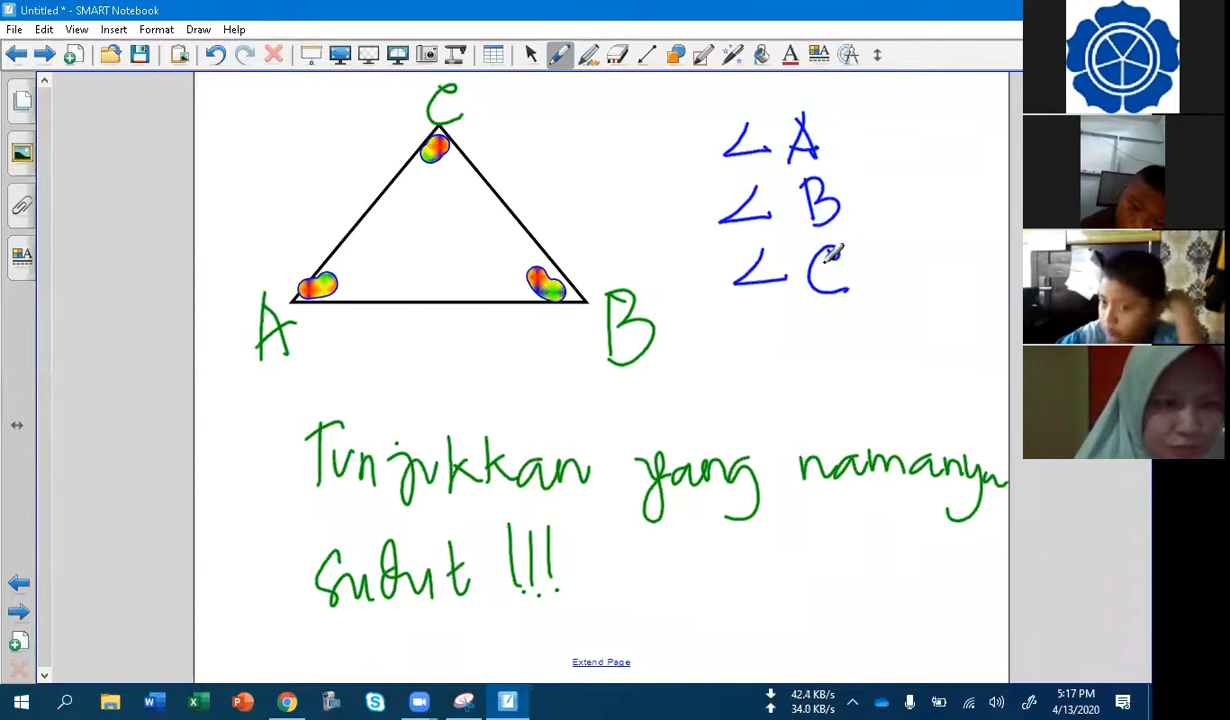 Untitled * - SMART Notebook
File Edit View Insert Format Draw Help
C
A
B
∠ A
∠ B
∠ C
Tunjukkan yang namanya
sudut !!!
Extend Page
42.4 KB/s
34.0 KB/s
5:17 PM
4/13/2020